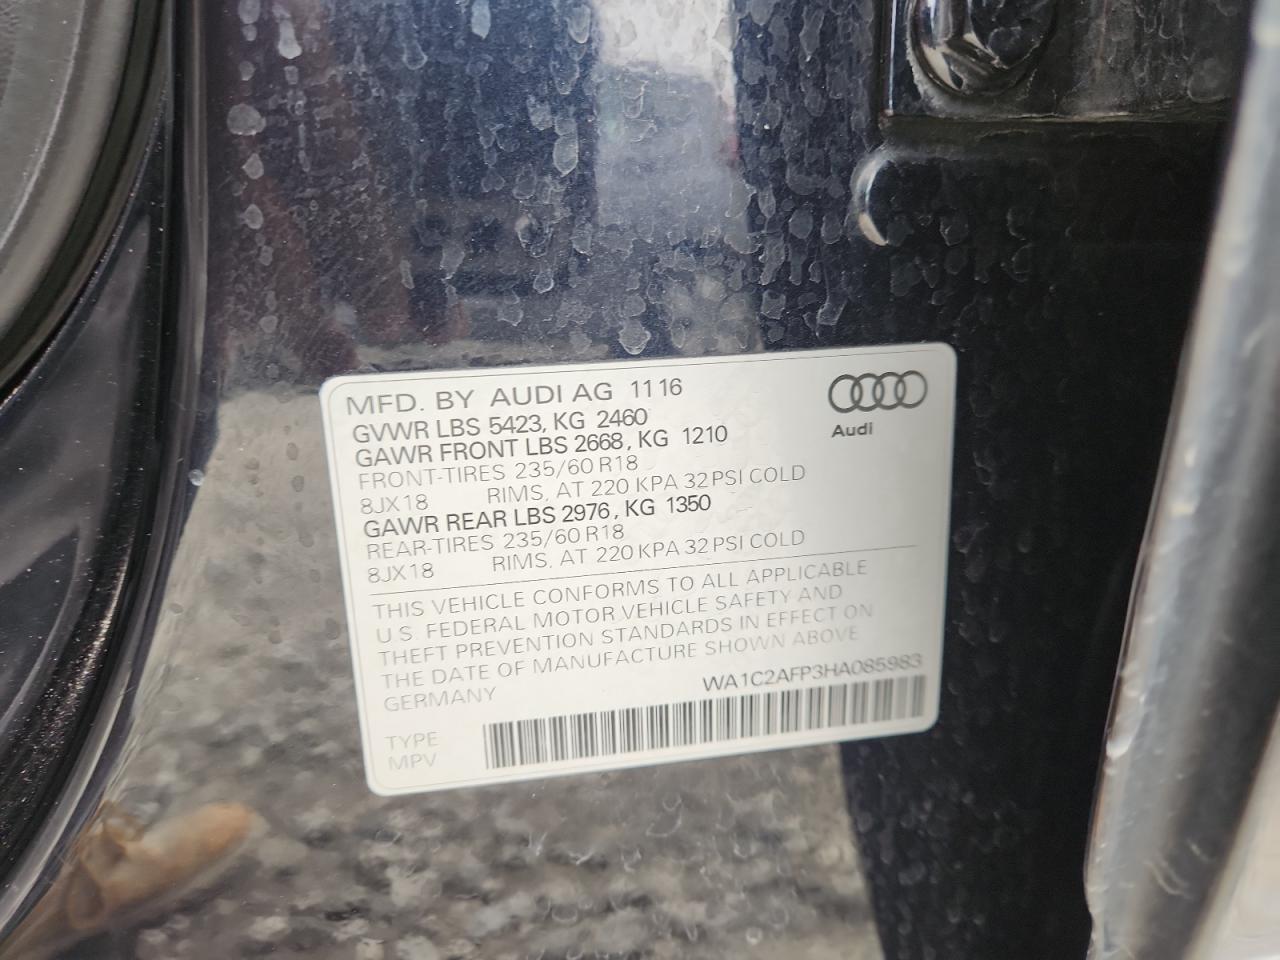 MFD. BY AUDI AG 11 16
GVWR LBS 5423, KG 2460
GAWR FRONT LBS 2668, KG 1210
FRONT-TIRES 235/60 R18
8JX18 RIMS, AT 220 KPA 32 PSI COLD
GAWR REAR LBS 2976, KG 1350
REAR-TIRES 235/60 R18
8JX18 RIMS, AT 220 KPA 32 PSI COLD
Audi
THIS VEHICLE CONFORMS TO ALL APPLICABLE
U.S. FEDERAL MOTOR VEHICLE SAFETY AND
THEFT PREVENTION STANDARDS IN EFFECT ON
THE DATE OF MANUFACTURE SHOWN ABOVE
GERMANY WA1C2AFP3HA085983
TYPE
MPV